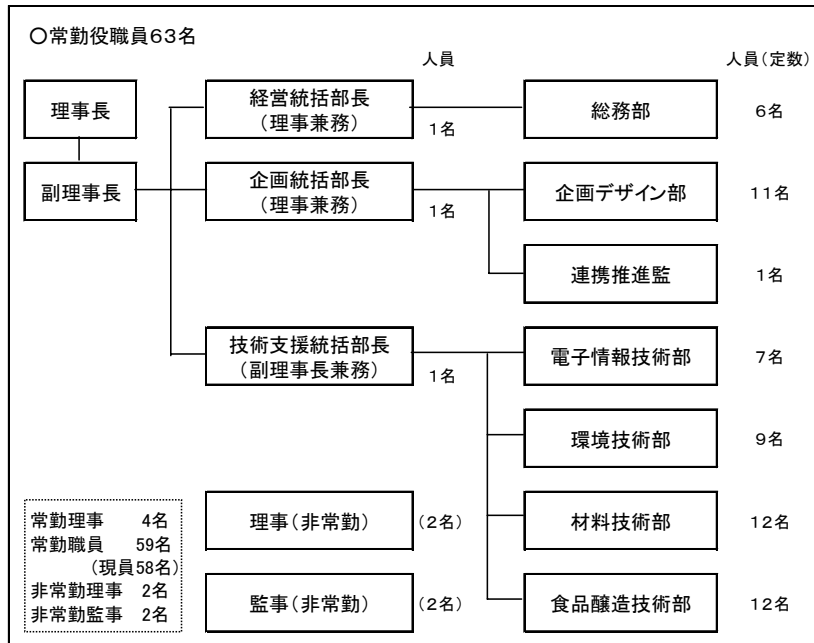 ○常勤役職員63名
人員
人員(定数)
理事長
経営統括部長
(理事兼務)
1名
総務部
6名
副理事長
企画統括部長
(理事兼務)
1名
企画デザイン部
11名
連携推進監
1名
技術支援統括部長
(副理事長兼務)
1名
電子情報技術部
7名
環境技術部
9名
常勤理事 4名
常勤職員 59名
(現員58名)
非常勤理事 2名
非常勤監事 2名
理事(非常勤)
(2名)
材料技術部
12名
監事(非常勤)
(2名)
食品醸造技術部
12名